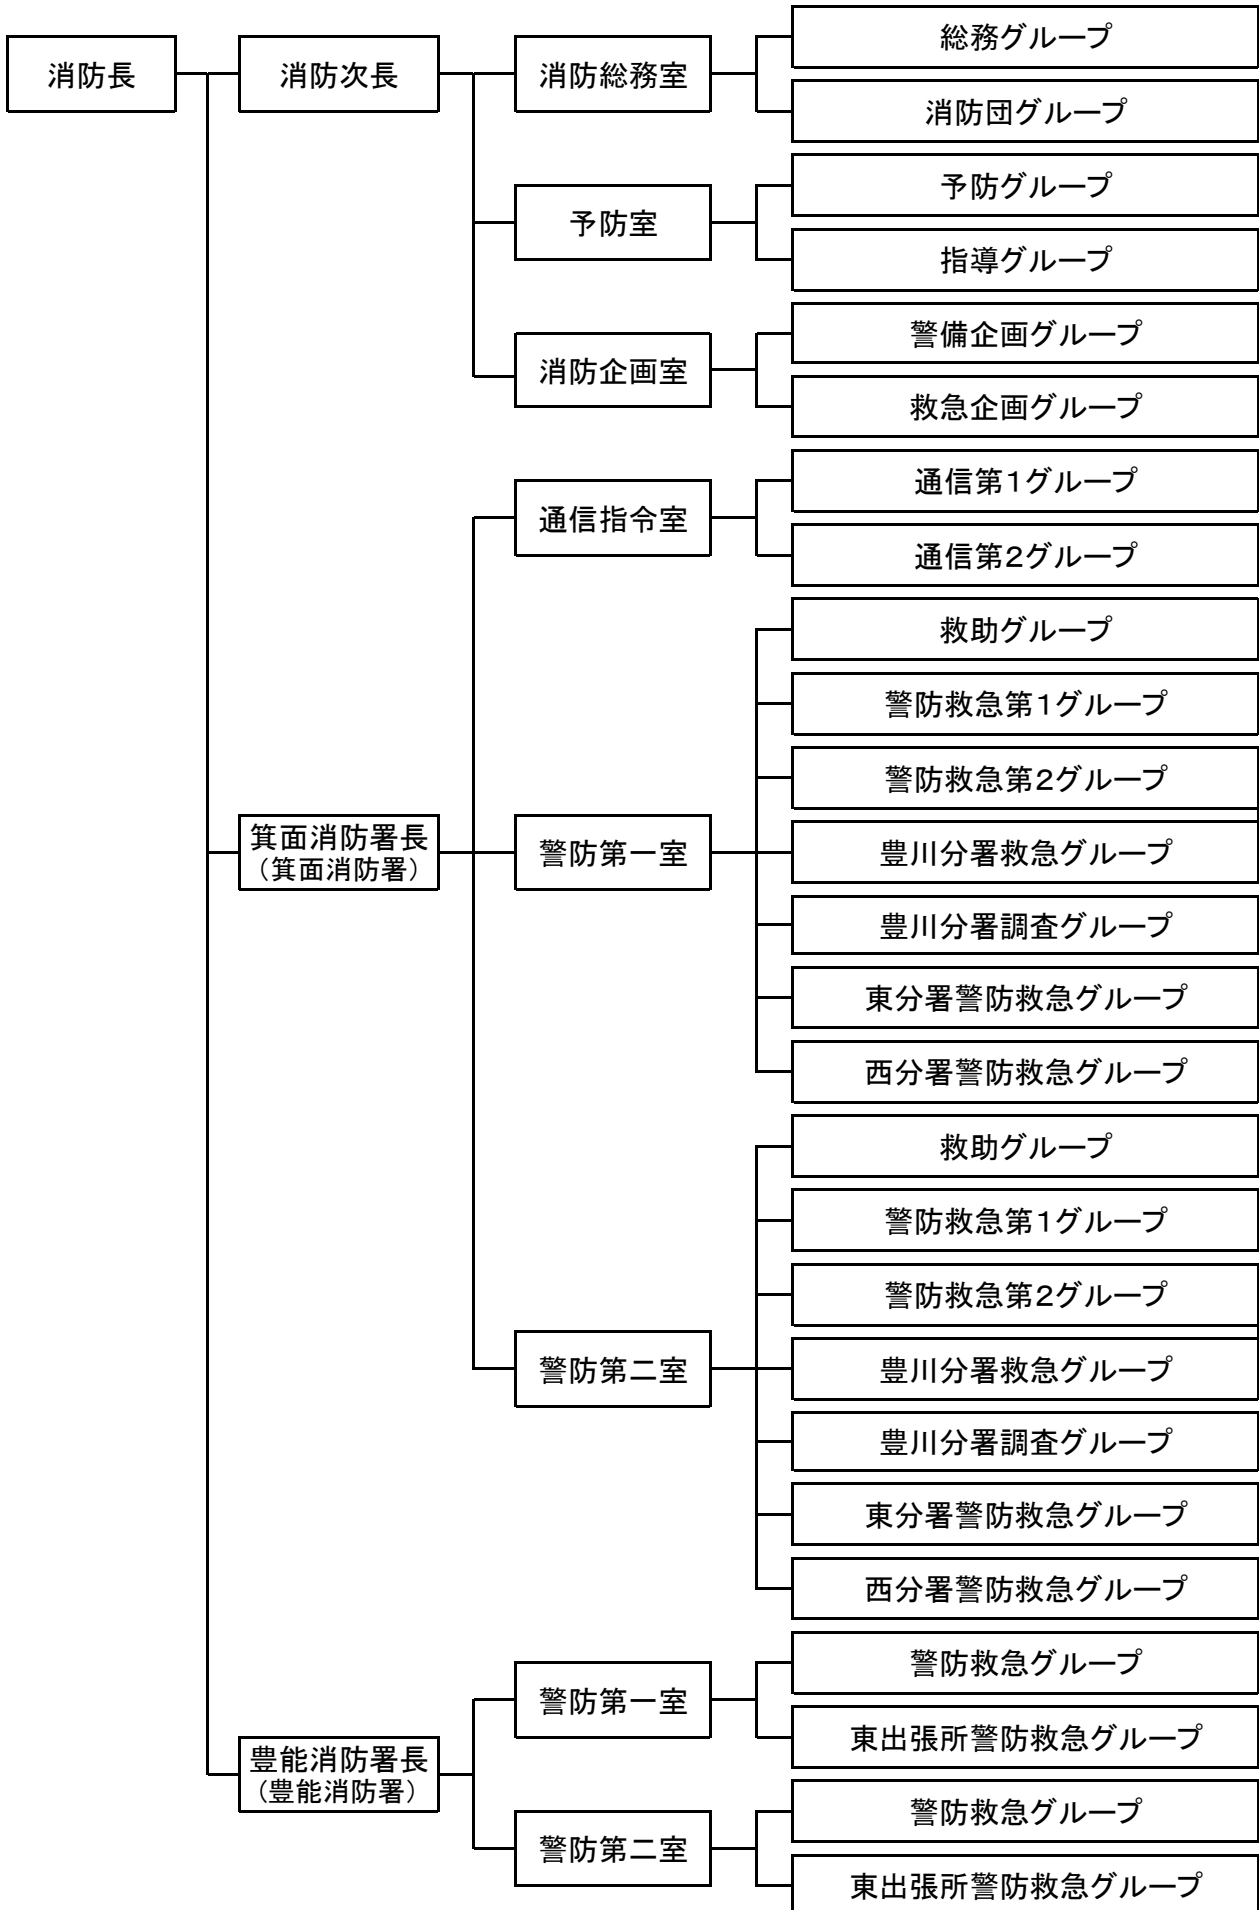 消防長
消防次長
消防総務室
総務グループ
消防団グループ
予防室
予防グループ
指導グループ
消防企画室
警備企画グループ
救急企画グループ
箕面消防署長
（箕面消防署）
通信指令室
通信第1グループ
通信第2グループ
警防第一室
救助グループ
警防救急第1グループ
警防救急第2グループ
豊川分署救急グループ
豊川分署調査グループ
東分署警防救急グループ
西分署警防救急グループ
警防第二室
救助グループ
警防救急第1グループ
警防救急第2グループ
豊川分署救急グループ
豊川分署調査グループ
東分署警防救急グループ
西分署警防救急グループ
豊能消防署長
（豊能消防署）
警防第一室
警防救急グループ
東出張所警防救急グループ
警防第二室
警防救急グループ
東出張所警防救急グループ